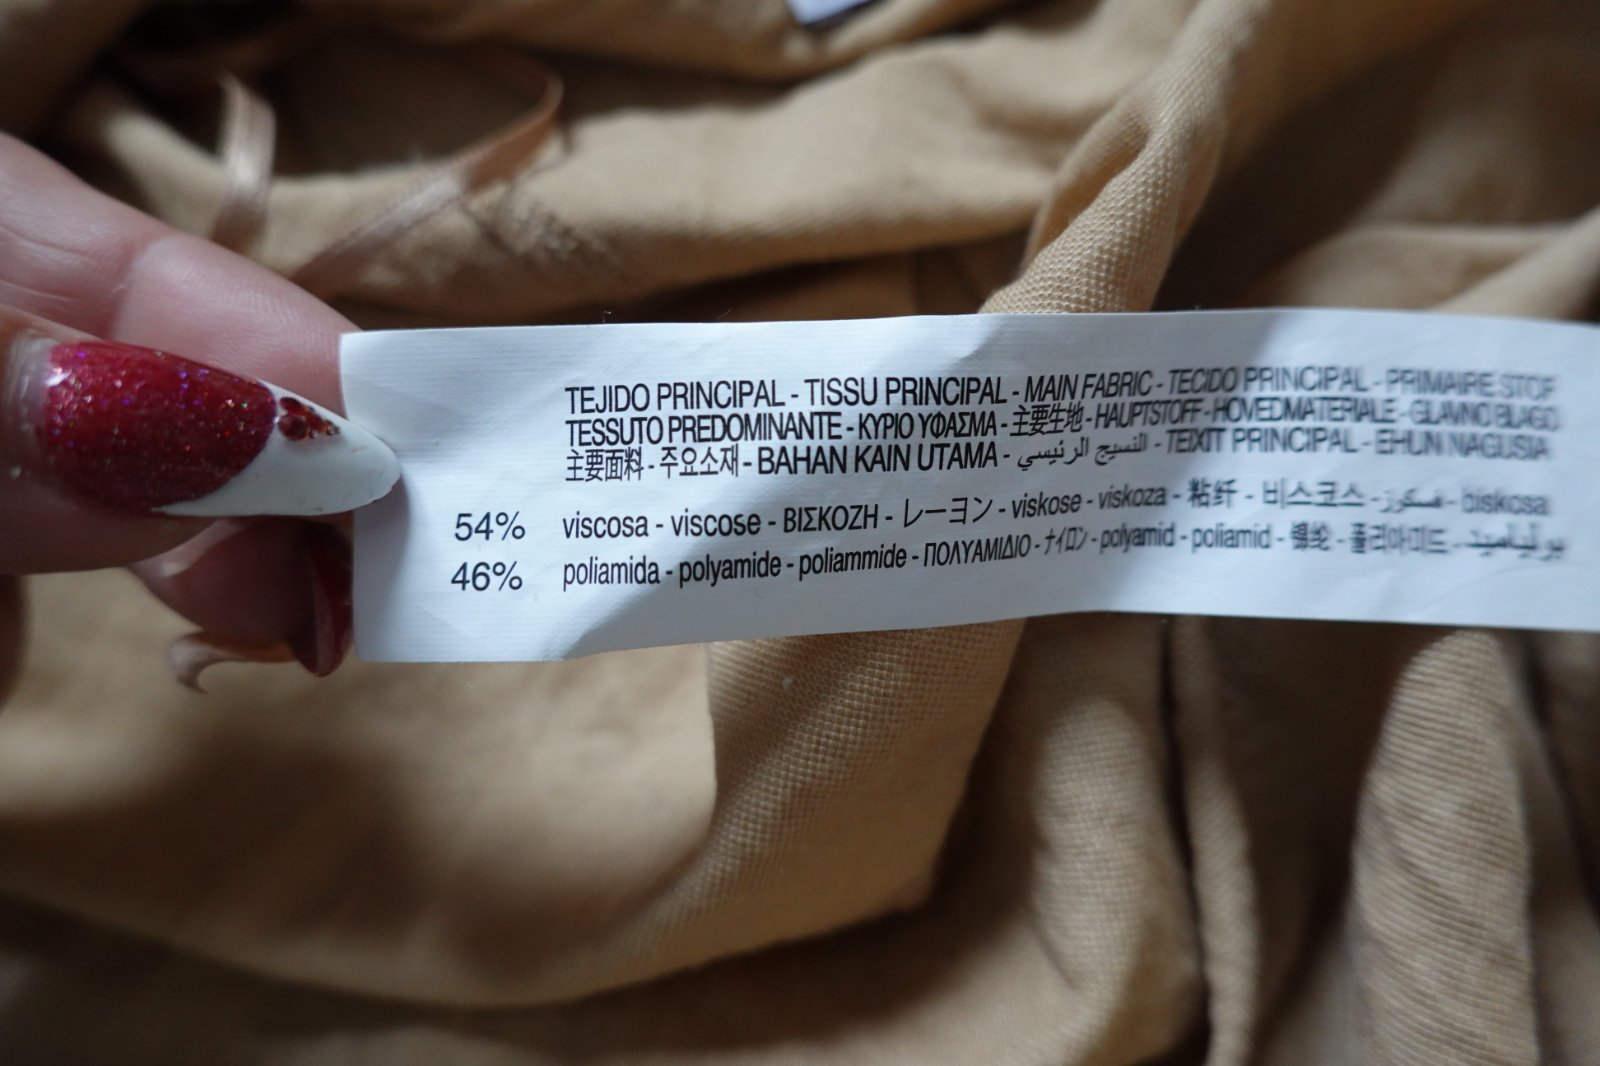 TEJIDO PRINCIPAL - TISSU PRINCIPAL - MAIN FABRIC - TECIDO PRINCIPAL - PRIMAIRE STOF
TESSUTO PREDOMINANTE - ΚΥΡΙΟ ΥΦΑΣΜΑ - 主要生地 - HAUPTSTOFF - HOVEDMATERIALE - GLAVNO BLAGO
主要面料 - 주요소재 - BAHAN KAIN UTAMA - النسيج الرئيسي - TEIXIT PRINCIPAL - EHUN NAGUSIA
54% viscosa - viscose - ΒΙΣΚΟΖΗ - レーヨン - viskose - viskoza - 粘纤 - 비스코스 - فسكوز - biskosa
46% poliamida - polyamide - poliammide - ΠΟΛΥΑΜΙΔΙΟ - ナイロン - polyamid - poliamid - 锦纶 - 폴리아미드 -